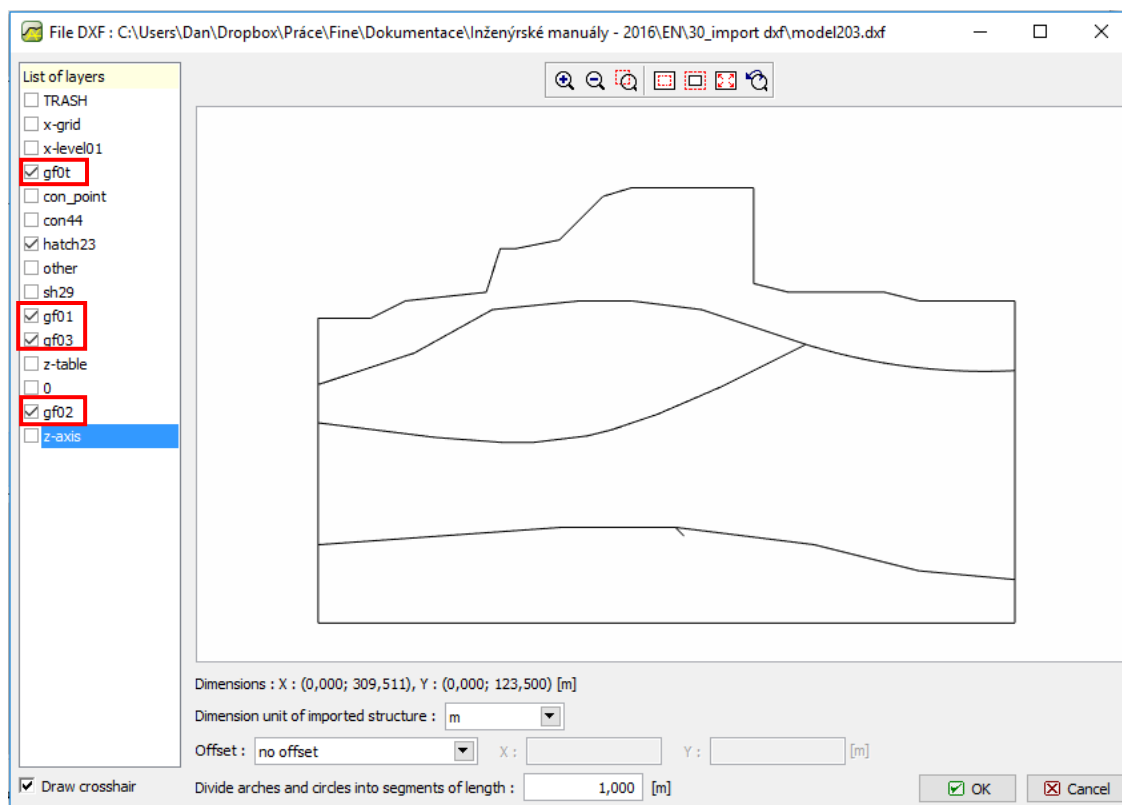 File DXF : C:\Users\Dan\Dropbox\Práce\Fine\Dokumentace\Inženýrské manuály - 2016\EN\30_import dxf\model203.dxf
List of layers
TRASH
x-grid
x-level01
gf0t
con_point
con44
hatch23
other
sh29
gf01
gf03
z-table
0
gf02
z-axis
Dimensions : X : (0,000; 309,511), Y : (0,000; 123,500) [m]
Dimension unit of imported structure : m
Offset : no offset X : Y : [m]
Draw crosshair
Divide arches and circles into segments of length : 1,000 [m]
OK
Cancel